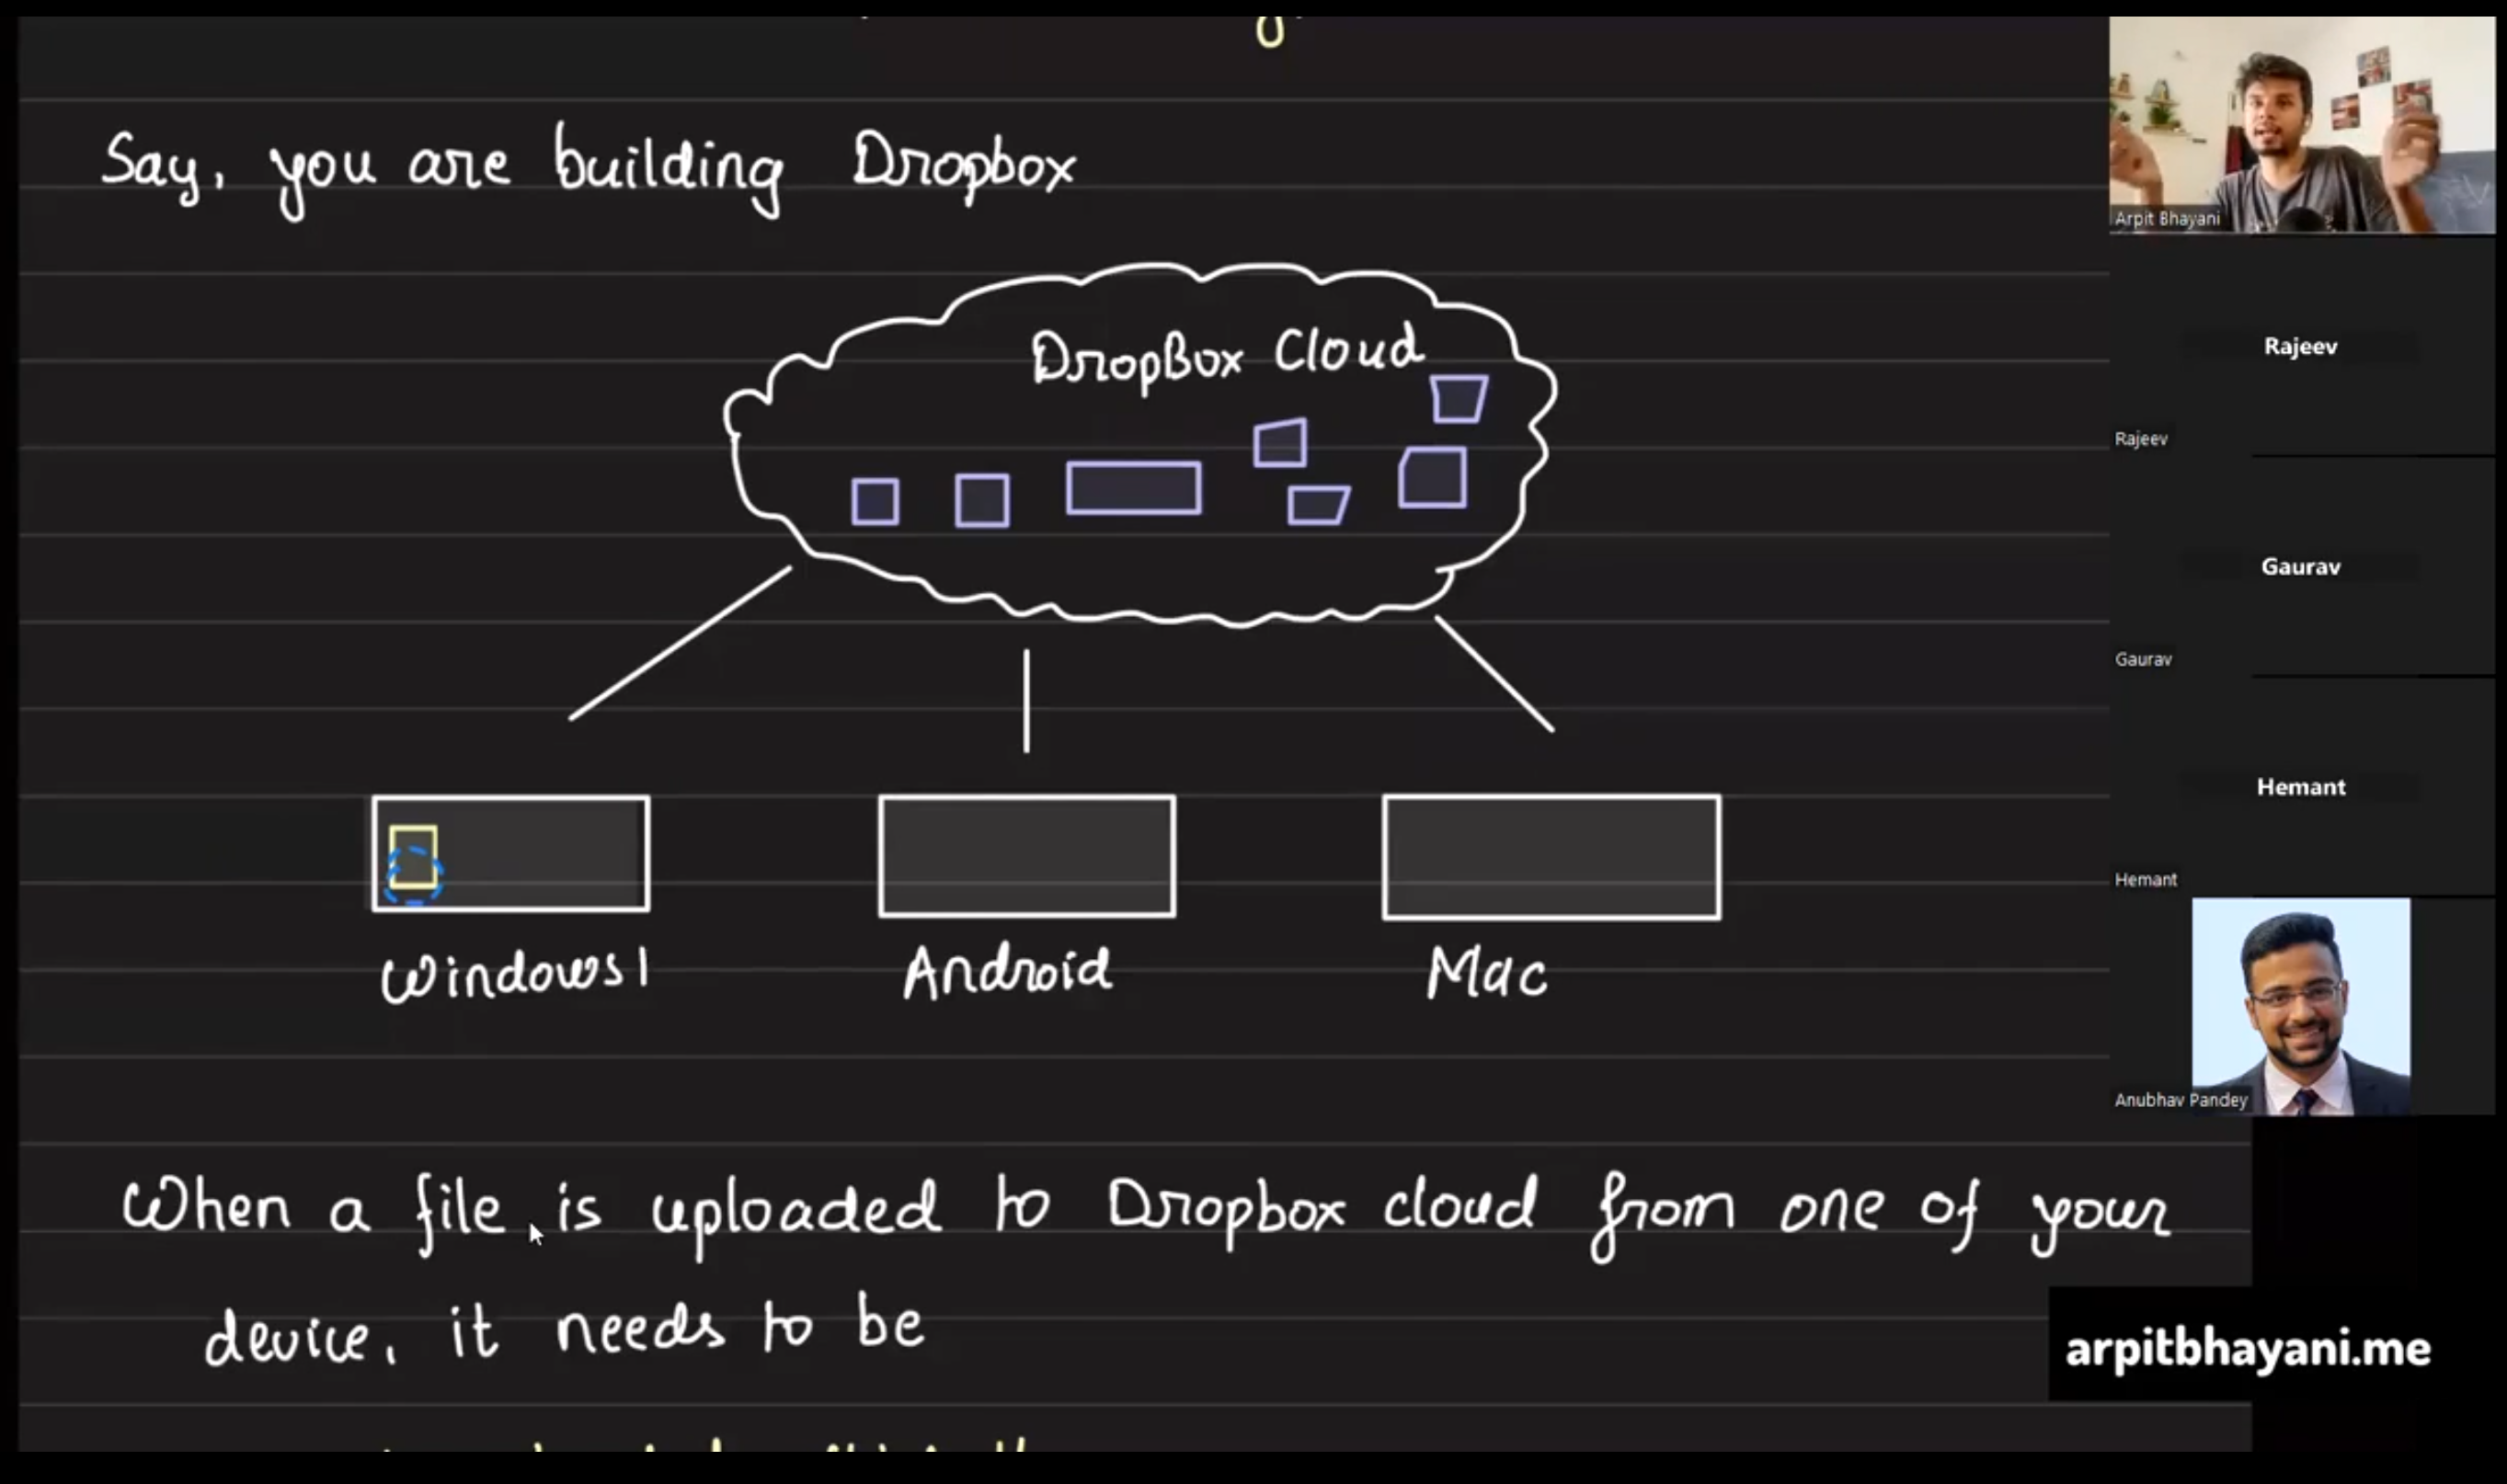 Say, you are building Dropbox
DropBox Cloud
Windows1
Android
Mac
When a file is uploaded to Dropbox cloud from one of your
device, it needs to be
Arpit Bhayani
Rajeev
Rajeev
Gaurav
Gaurav
Hemant
Hemant
Anubhav Pandey
arpitbhayani.me